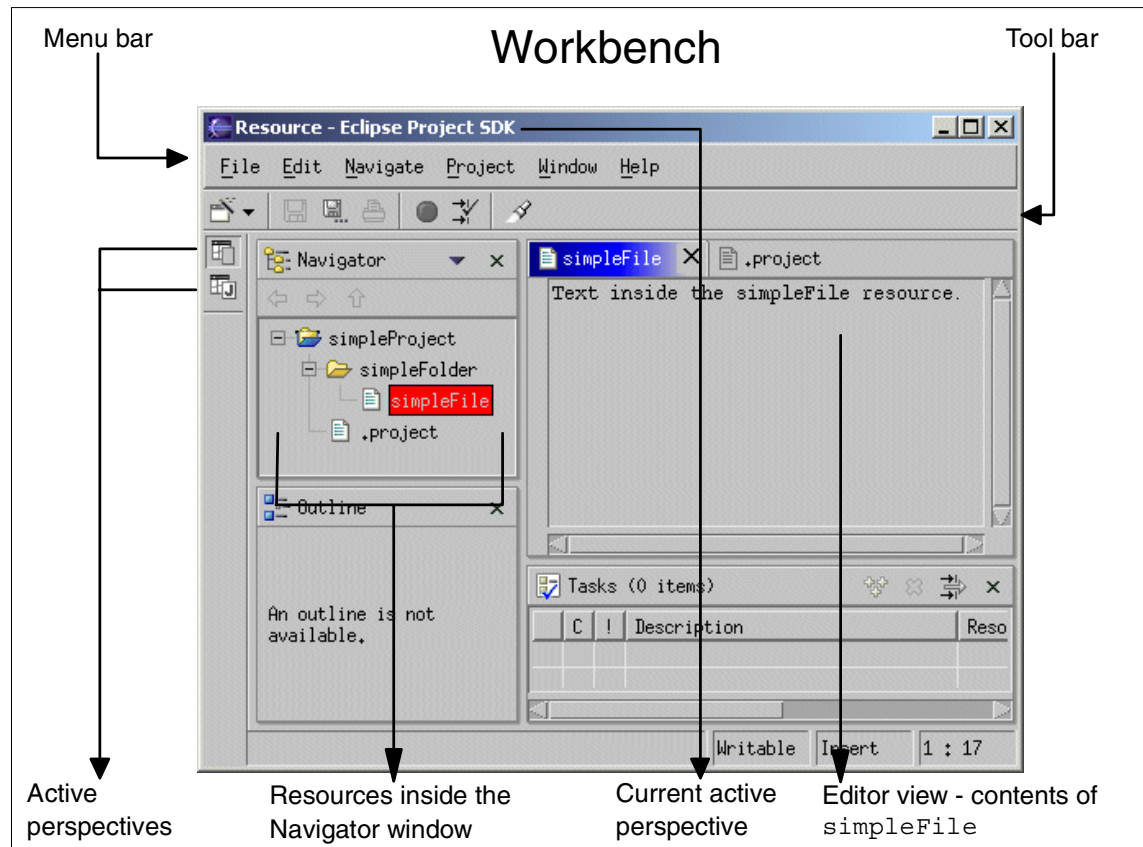 Menu bar
Workbench
Tool bar
Resource - Eclipse Project SDK
File Edit Navigate Project Window Help
Navigator
simpleFile
.project
Text inside the simpleFile resource.
simpleProject
simpleFolder
simpleFile
.project
Outline
An outline is not
available.
Tasks (0 items)
C ! Description Reso
Writable Insert 1 : 17
Active
perspectives
Resources inside the
Navigator window
Current active
perspective
Editor view - contents of
simpleFile